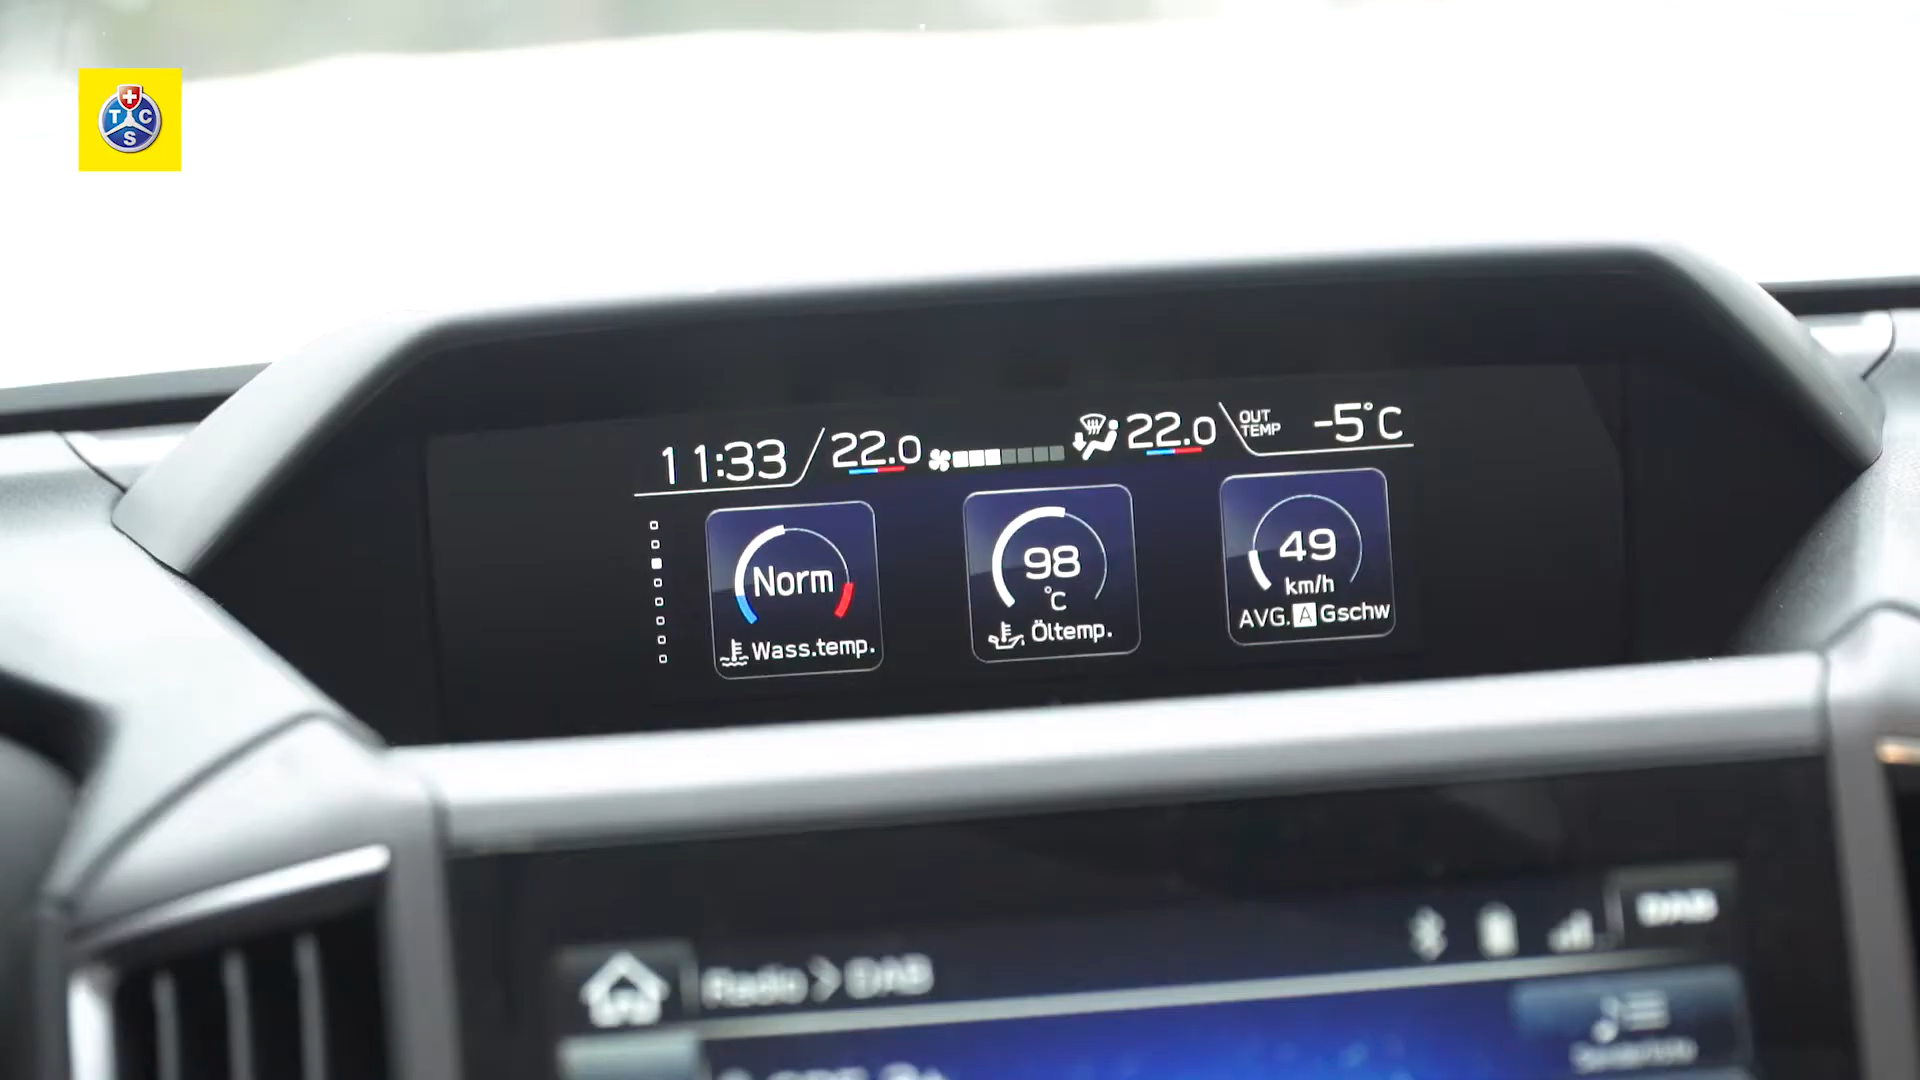 TCS
11:33 22.0 22.0 OUT TEMP -5°C
Norm
Wass.temp.
98
°C
Öltemp.
49
km/h
AVG. A Gschw
DAB
Radio > DAB